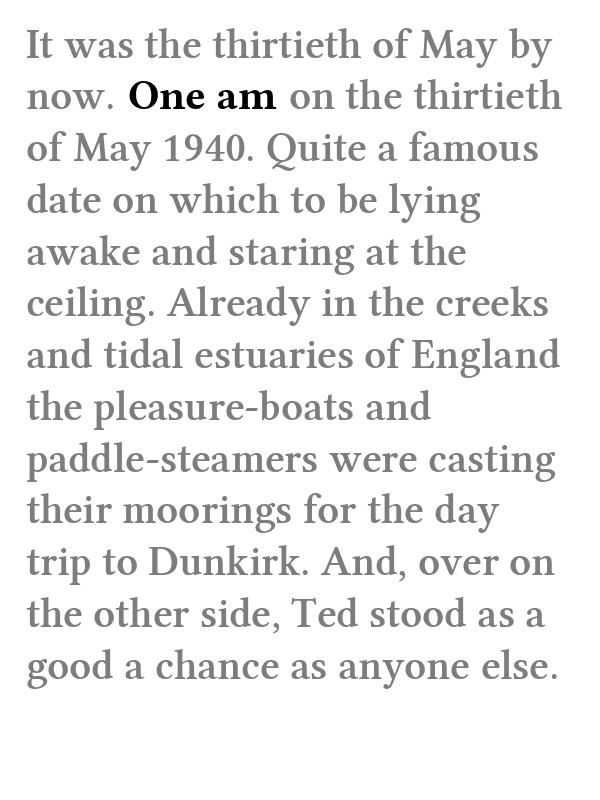 It was the thirtieth of May by
now. One am on the thirtieth
of May 1940. Quite a famous
date on which to be lying
awake and staring at the
ceiling. Already in the creeks
and tidal estuaries of England
the pleasure-boats and
paddle-steamers were casting
their moorings for the day
trip to Dunkirk. And, over on
the other side, Ted stood as a
good a chance as anyone else.